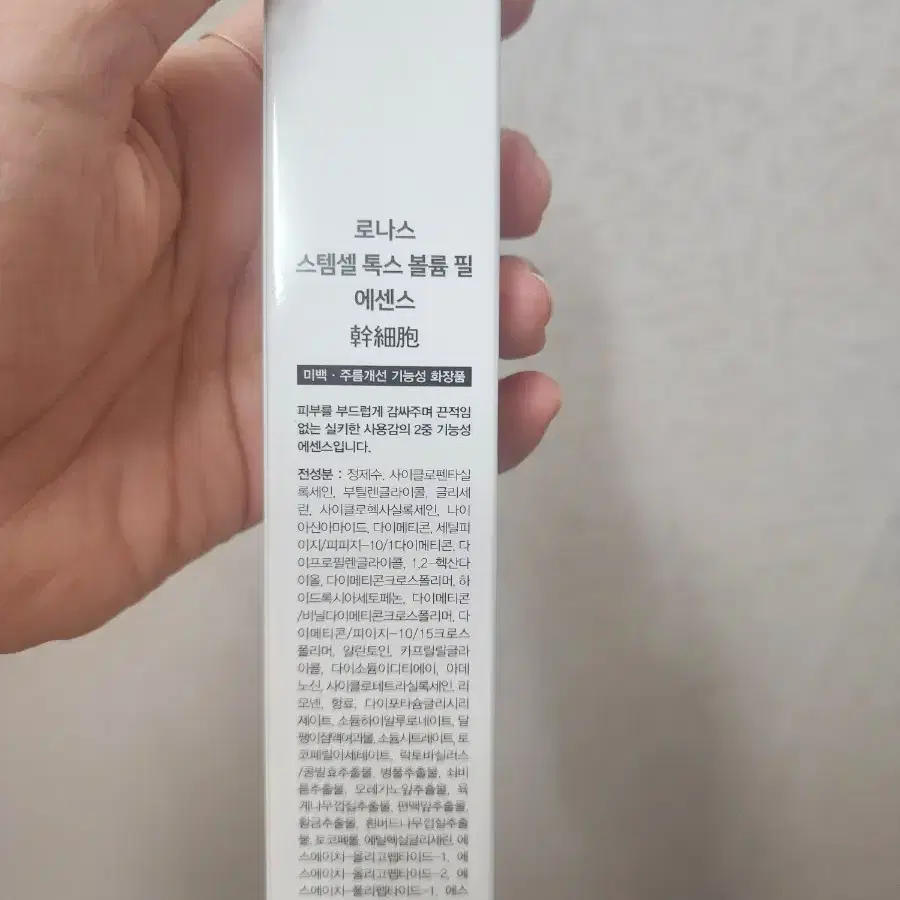 로나스
스템셀 톡스 볼륨 필
에센스
幹細胞
미백 · 주름개선 기능성 화장품
피부를 부드럽게 감싸주며 끈적임
없는 실키한 사용감의 2중 기능성
에센스입니다.
전성분 : 정제수, 사이클로펜타실
록세인, 부틸렌글라이콜, 글리세
린, 사이클로헥사실록세인, 나이
아신아마이드, 다이메티콘, 세틸피
이지/피피지-10/1다이메티콘, 다
이프로필렌글라이콜, 1,2-헥산다
이올, 다이메티콘크로스폴리머, 하
이드록시아세토페논, 다이메티콘
/비닐다이메티콘크로스폴리머, 다
이메티콘/피이지-10/15크로스
폴리머, 알란토인, 카프릴릴글라
이콜, 다이소듐이디티에이, 아데
노신, 사이클로테트라실록세인, 리
모넨, 향료, 다이포타슘글리시리
제이트, 소듐하이알루로네이트, 달
팽이점액여과물, 소듐시트레이트, 토
코페릴아세테이트, 락토바실러스
/콩발효추출물, 병풀추출물, 쇠비
름추출물, 오레가노잎추출물, 육
계나무껍질추출물, 편백잎추출물,
황금추출물, 흰버드나무껍질추출
물, 토코페롤, 에틸헥실글리세린, 에
스에이치-올리고펩타이드-1, 에
스에이치-올리고펩타이드-2, 에
스에이치-폴리펩타이드-1, 에스